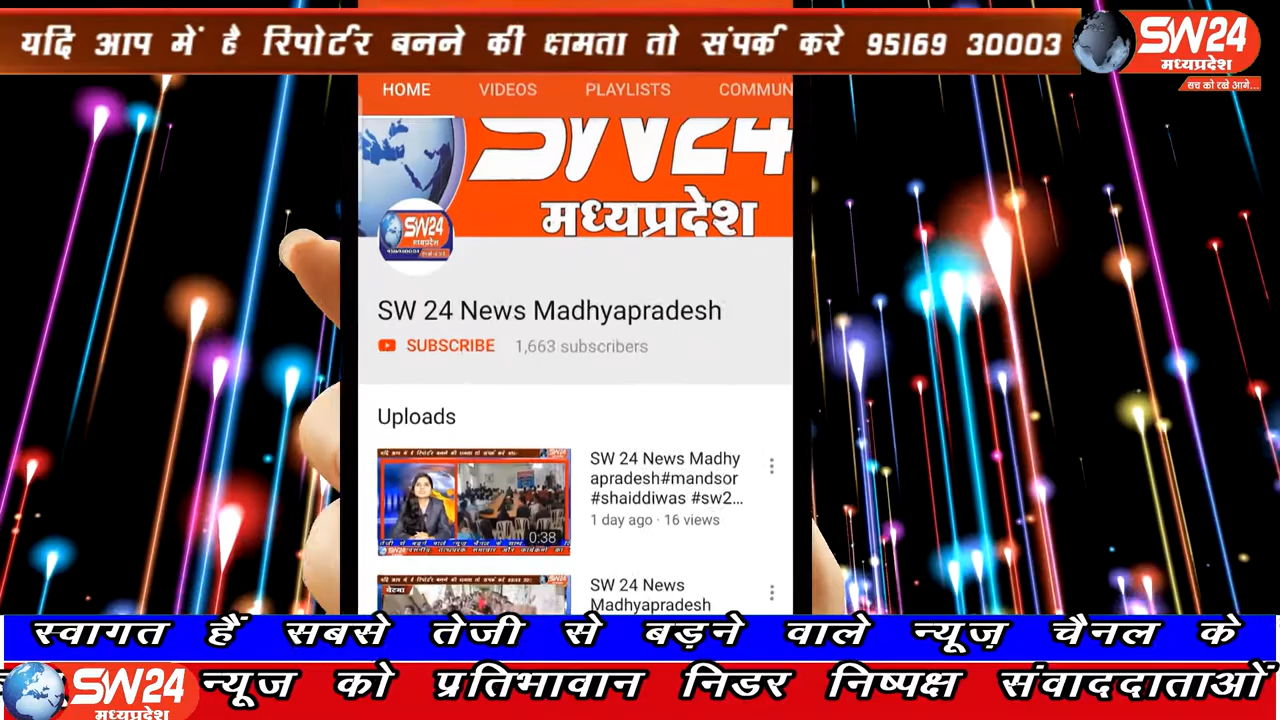 यदि आप में है रिपोर्टर बनने की क्षमता तो संपर्क करे 95169 30003
SW24
मध्यप्रदेश
सच को रखे आगे...
HOME VIDEOS PLAYLISTS COMMUN
SW24
मध्यप्रदेश
SW24
SW 24 News Madhyapradesh
SUBSCRIBE 1,663 subscribers
Uploads
SW 24 News Madhy
apradesh#mandsor
#shaiddiwas #sw2...
1 day ago · 16 views
0:38
SW 24 News
Madhyapradesh
स्वागत हैं सबसे तेजी से बड़ने वाले न्यूज़ चैनल के
SW24
मध्यप्रदेश
न्यूज को प्रतिभावान निडर निष्पक्ष संवाददाताओं